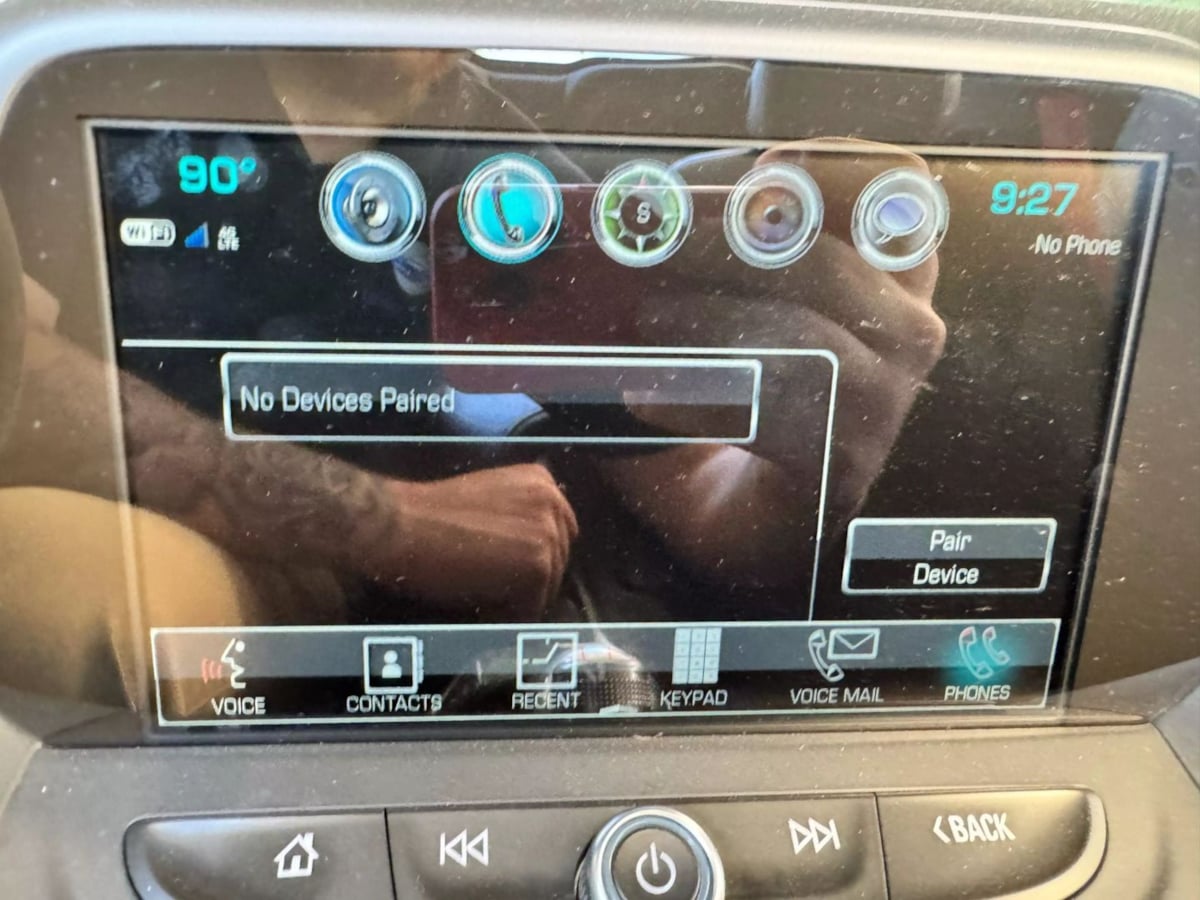 90°
WiFi
4G
LTE
S
9:27
No Phone
No Devices Paired
Pair
Device
VOICE
CONTACTS
RECENT
KEYPAD
VOICE MAIL
PHONES
<BACK